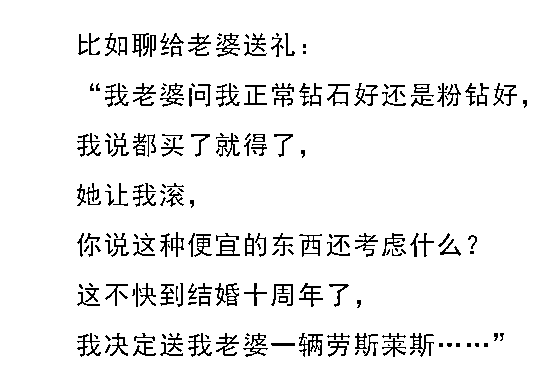 比如聊给老婆送礼：
“我老婆问我正常钻石好还是粉钻好，
我说都买了就得了，
她让我滚，
你说这种便宜的东西还考虑什么？
这不快到结婚十周年了，
我决定送我老婆一辆劳斯莱斯……”